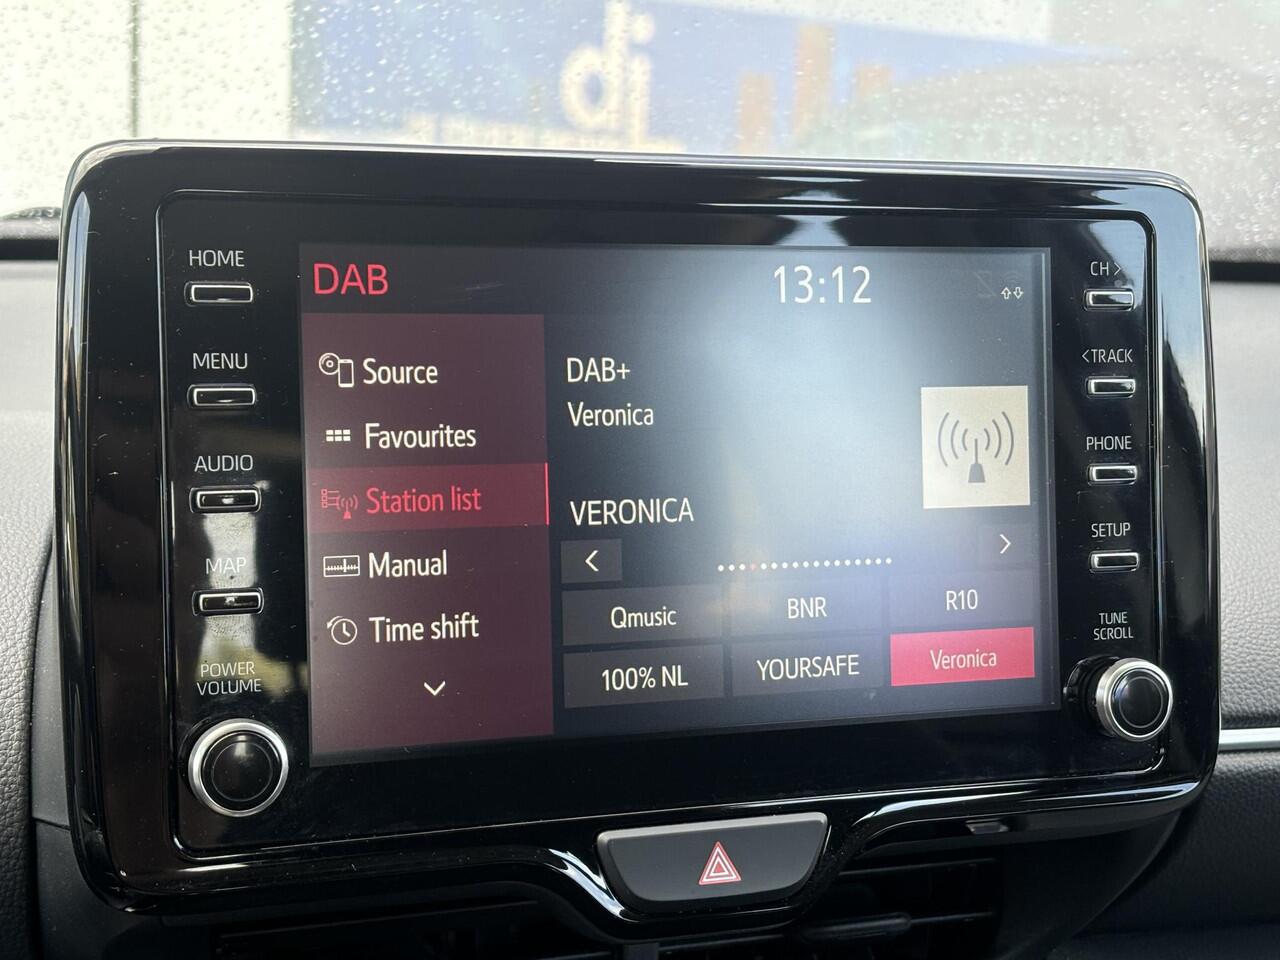 dj
HOME
MENU
AUDIO
MAP
POWER
VOLUME
DAB
13:12
Source
Favourites
Station list
Manual
Time shift
DAB+
Veronica
VERONICA
Qmusic
BNR
R10
100% NL
YOURSAFE
Veronica
CH >
<TRACK
PHONE
SETUP
TUNE
SCROLL